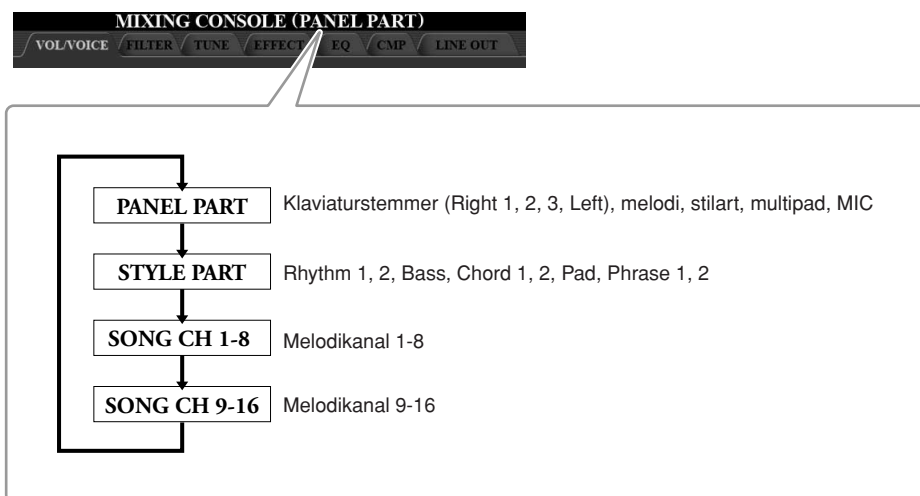 MIXING CONSOLE (PANEL PART)
VOL/VOICE FILTER TUNE EFFECT EQ CMP LINE OUT
PANEL PART Klaviaturstemmer (Right 1, 2, 3, Left), melodi, stilart, multipad, MIC
STYLE PART Rhythm 1, 2, Bass, Chord 1, 2, Pad, Phrase 1, 2
SONG CH 1-8 Melodikanal 1-8
SONG CH 9-16 Melodikanal 9-16